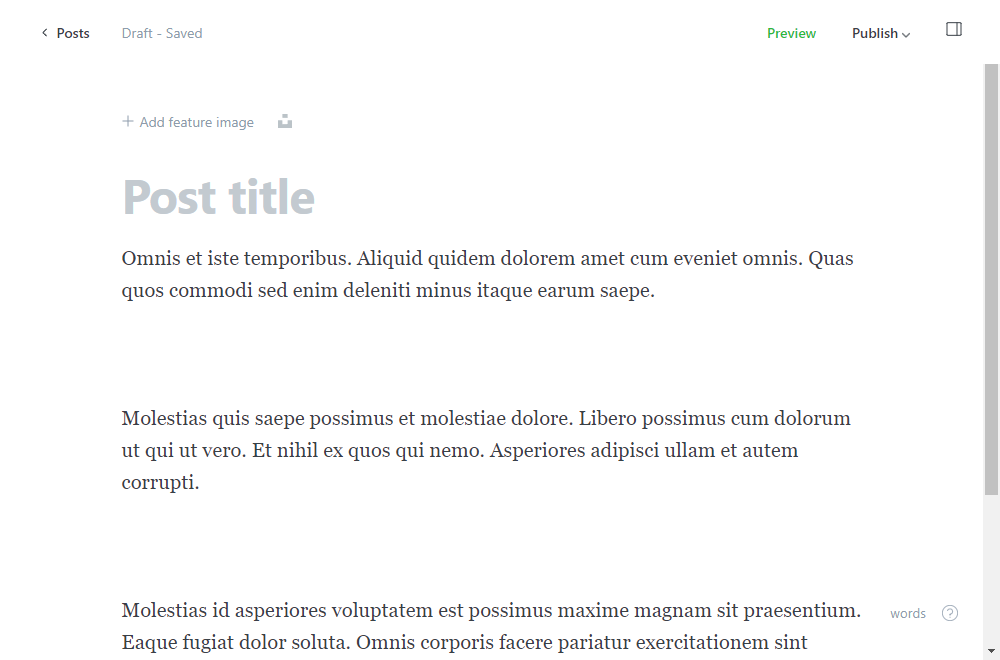 Posts
Draft - Saved
Preview
Publish
Add feature image
Post title
Omnis et iste temporibus. Aliquid quidem dolorem amet cum eveniet omnis. Quas
quos commodi sed enim deleniti minus itaque earum saepe.
Molestias quis saepe possimus et molestiae dolore. Libero possimus cum dolorum
ut qui ut vero. Et nihil ex quos qui nemo. Asperiores adipisci ullam et autem
corrupti.
Molestias id asperiores voluptatem est possimus maxime magnam sit praesentium.
words
Eaque fugiat dolor soluta. Omnis corporis facere pariatur exercitationem sint